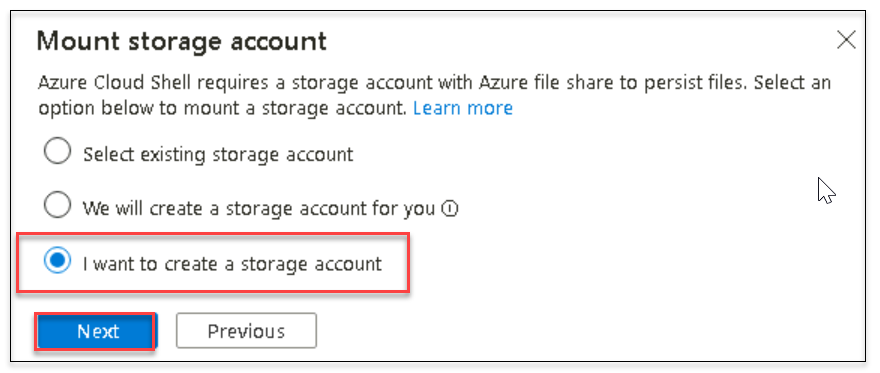 Mount storage account
Azure Cloud Shell requires a storage account with Azure file share to persist files. Select an
option below to mount a storage account. Learn more
Select existing storage account
We will create a storage account for you
I want to create a storage account
Next
Previous